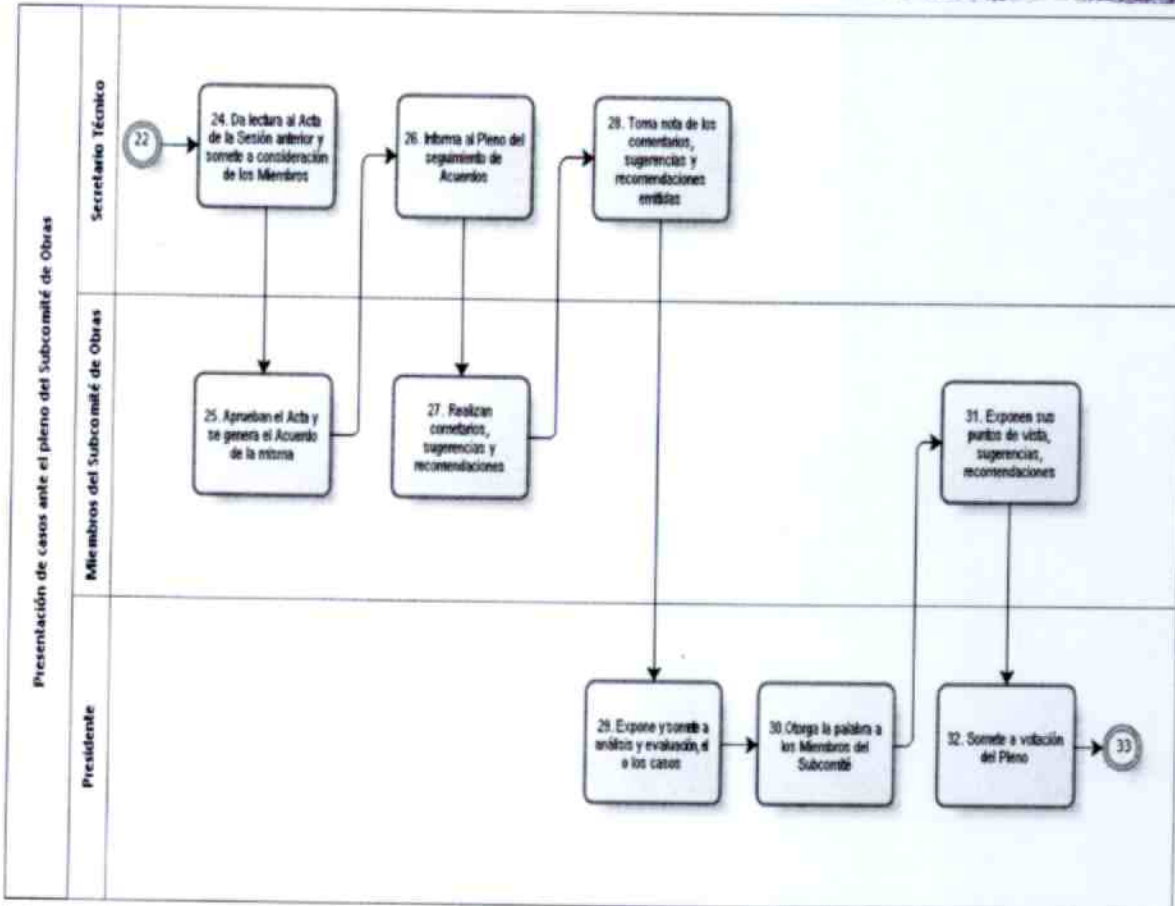 Presentación de casos ante el pleno del Subcomité de Obras
Secretario Técnico
22
24. Da lectura al Acta
de la Sesión anterior y
somete a consideración
de los Miembros
26. Informa al Pleno del
seguimiento de
Acuerdos
28. Toma nota de los
comentarios,
sugerencias y
recomendaciones
emitidas
Miembros del Subcomité de Obras
25. Aprueban el Acta y
se genera el Acuerdo
de la misma
27. Realizan
cometarios,
sugerencias y
recomendaciones
31. Exponen sus
puntos de vista,
sugerencias,
recomendaciones
Presidente
29. Expone y somete a
análisis y evaluación, el
o los casos
30.Otorga la palabra a
los Miembros del
Subcomité
32. Somete a votación
del Pleno
33